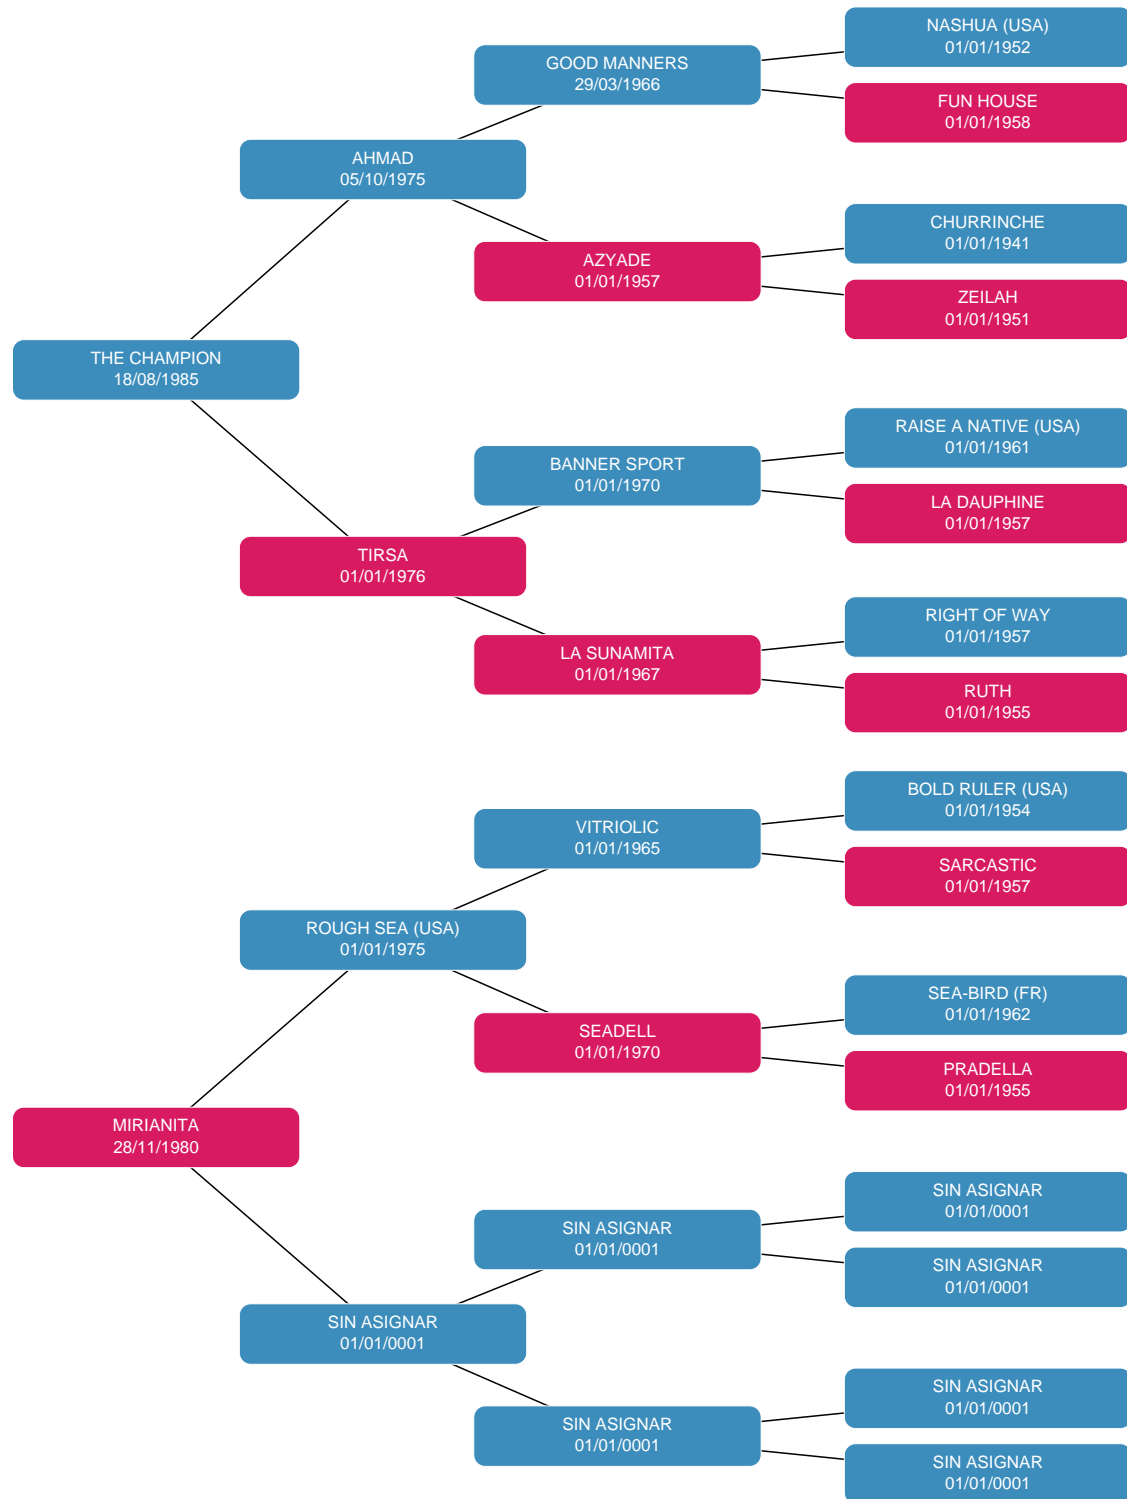 NASHUA (USA)
01/01/1952
GOOD MANNERS
29/03/1966
FUN HOUSE
01/01/1958
AHMAD
05/10/1975
CHURRINCHE
01/01/1941
AZYADE
01/01/1957
ZEILAH
01/01/1951
THE CHAMPION
18/08/1985
RAISE A NATIVE (USA)
01/01/1961
BANNER SPORT
01/01/1970
LA DAUPHINE
01/01/1957
TIRSA
01/01/1976
RIGHT OF WAY
01/01/1957
LA SUNAMITA
01/01/1967
RUTH
01/01/1955
BOLD RULER (USA)
01/01/1954
VITRIOLIC
01/01/1965
SARCASTIC
01/01/1957
ROUGH SEA (USA)
01/01/1975
SEA-BIRD (FR)
01/01/1962
SEADELL
01/01/1970
PRADELLA
01/01/1955
MIRIANITA
28/11/1980
SIN ASIGNAR
01/01/0001
SIN ASIGNAR
01/01/0001
SIN ASIGNAR
01/01/0001
SIN ASIGNAR
01/01/0001
SIN ASIGNAR
01/01/0001
SIN ASIGNAR
01/01/0001
SIN ASIGNAR
01/01/0001